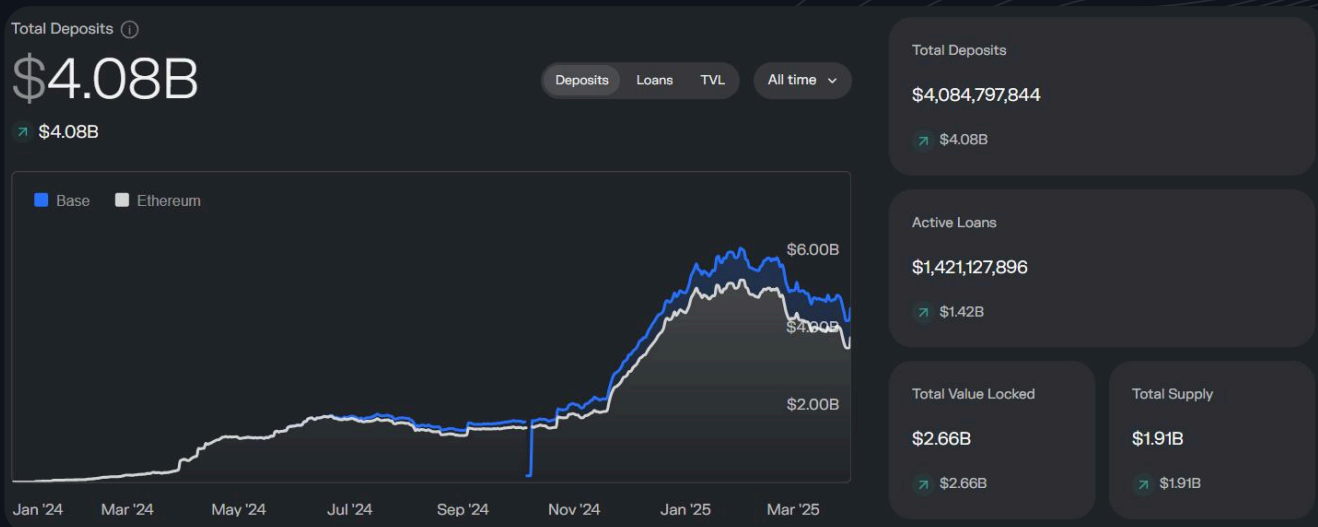 Total Deposits
$4.08B
$4.08B
Deposits Loans TVL
All time
Base Ethereum
$6.00B
$4.00B
$2.00B
Jan '24 Mar '24 May '24 Jul '24 Sep '24 Nov '24 Jan '25 Mar '25
Total Deposits
$4,084,797,844
$4.08B
Active Loans
$1,421,127,896
$1.42B
Total Value Locked
$2.66B
$2.66B
Total Supply
$1.91B
$1.91B